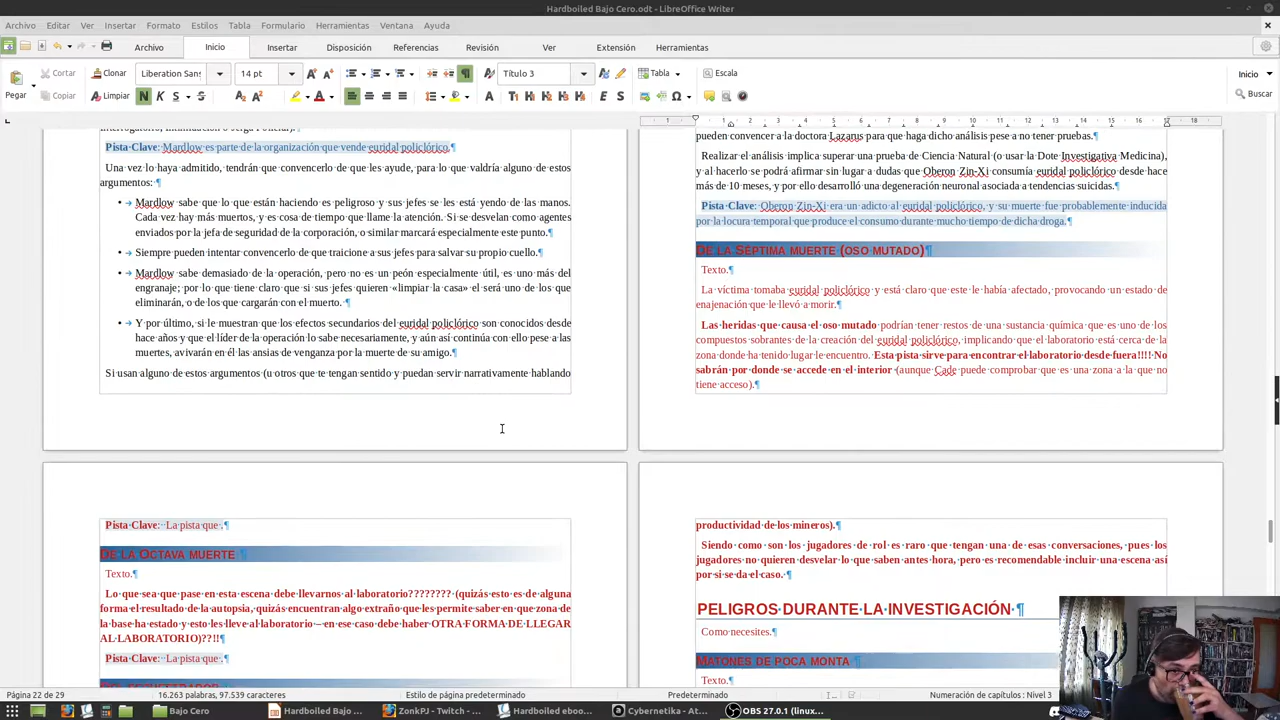 Hardboiled Bajo Cero.odt - LibreOffice Writer
Archivo Editar Ver Insertar Formato Estilos Tabla Formulario Herramientas Ventana Ayuda
Archivo Inicio Insertar Disposición Referencias Revisión Ver Extensión Herramientas
Cortar Clonar Liberation Sans 14 pt Título 3 Tabla Escala Inicio
Pegar Copiar Limpiar Buscar
Pista Clave: Mardlow es parte de la organización que vende euridal policlórico.¶
Una vez lo haya admitido, tendrán que convencerlo de que les ayude, para lo que valdría alguno de estos
argumentos: ¶
• Mardlow sabe que lo que están haciendo es peligroso y sus jefes se les está yendo de las manos.
Cada vez hay más muertos, y es cosa de tiempo que llame la atención. Si se desvelan como agentes
enviados por la jefa de seguridad de la corporación, o similar marcará especialmente este punto.¶
• Siempre pueden intentar convencerlo de que traicione a sus jefes para salvar su propio cuello.¶
• Mardlow sabe demasiado de la operación, pero no es un peón especialmente útil, es uno más del
engranaje; por lo que tiene claro que si sus jefes quieren «limpiar la casa» el será uno de los que
eliminarán, o de los que cargarán con el muerto. ¶
• Y por último, si le muestran que los efectos secundarios del euridal policlórico son conocidos desde
hace años y que el líder de la operación lo sabe necesariamente, y aún así continúa con ello pese a las
muertes, avivarán en él las ansias de venganza por la muerte de su amigo.¶
Si usan alguno de estos argumentos (u otros que te tengan sentido y puedan servir narrativamente hablando
pueden convencer a la doctora Lazarus para que haga dicho análisis pese a no tener pruebas.¶
Realizar el análisis implica superar una prueba de Ciencia Natural (o usar la Dote Investigativa Medicina),
y al hacerlo se podrá afirmar sin lugar a dudas que Oberon Zin-Xi consumía euridal policlórico desde hace
más de 10 meses, y por ello desarrolló una degeneración neuronal asociada a tendencias suicidas.¶
Pista Clave: Oberon Zin-Xi era un adicto al euridal policlórico, y su muerte fue probablemente inducida
por la locura temporal que produce el consumo durante mucho tiempo de dicha droga.¶
De la Séptima muerte (oso mutado)¶
Texto.¶
La víctima tomaba euridal policlórico y está claro que este le había afectado, provocando un estado de
enajenación que le llevó a morir.¶
Las heridas que causa el oso mutado podrían tener restos de una sustancia química que es uno de los
compuestos sobrantes de la creación del euridal policlórico, implicando que el laboratorio está cerca de la
zona donde ha tenido lugar le encuentro. Esta pista sirve para encontrar el laboratorio desde fuera!!!! No
sabrán por donde se accede en el interior (aunque Cade puede comprobar que es una zona a la que no
tiene acceso).¶
Pista Clave: La pista que .¶
De la Octava muerte ¶
Texto.¶
Lo que sea que pase en esta escena debe llevarnos al laboratorio???????? (quizás esto es de alguna
forma el resultado de la autopsia, quizás encuentran algo extraño que les permite saber en que zona de
la base ha estado y esto les lleve al laboratorio – en ese caso debe haber OTRA FORMA DE LLEGAR
AL LABORATORIO)??!!¶
Pista Clave: La pista que .¶
productividad de los mineros).¶
Siendo como son los jugadores de rol es raro que tengan una de esas conversaciones, pues los
jugadores no quieren desvelar lo que saben antes hora, pero es recomendable incluir una escena así
por si se da el caso. ¶
PELIGROS DURANTE LA INVESTIGACIÓN ¶
Como necesites.¶
Matones de poca monta ¶
Texto.¶
Página 22 de 29 16.263 palabras, 97.539 caracteres Estilo de página predeterminado Predeterminado Numeración de capítulos : Nivel 3
Bajo Cero Hardboiled Bajo ... ZonkPJ - Twitch - ... Hardboiled eboo... Cybernetika - At... OBS 27.0.1 (linux...